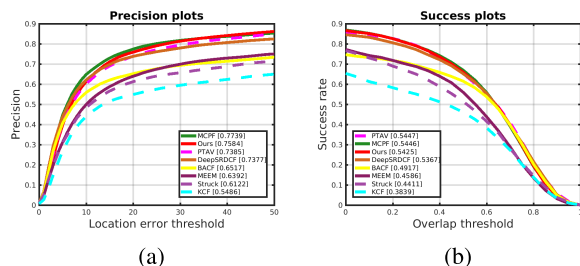 Precision plots
0.9
0.8
0.7
0.6
0.5
0.4
0.3
0.2
0.1
0
Precision
MCPF [0.7739]
Ours [0.7584]
PTAV [0.7385]
DeepSRDCF [0.7377]
BACF [0.6517]
MEEM [0.6392]
Struck [0.6122]
KCF [0.5486]
0 10 20 30 40 50
Location error threshold
(a)
Success plots
0.9
0.8
0.7
0.6
0.5
0.4
0.3
0.2
0.1
0
Success rate
PTAV [0.5447]
MCPF [0.5446]
Ours [0.5425]
DeepSRDCF [0.5367]
BACF [0.4917]
MEEM [0.4586]
Struck [0.4411]
KCF [0.3839]
0 0.2 0.4 0.6 0.8 1
Overlap threshold
(b)